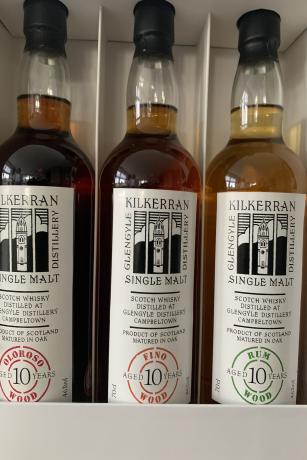 KILKERRAN
DISTILLERY
SINGLE MALT
SCOTCH WHISKY
DISTILLED AT
GLENGYLE DISTILLERY
CAMPBELTOWN
PRODUCT OF SCOTLAND
MATURED IN OAK
OLOROSO
AGED 10 YEARS
WOOD
KILKERRAN
GLENGYLE
DISTILLERY
SINGLE MALT
SCOTCH WHISKY
DISTILLED AT
GLENGYLE DISTILLERY
CAMPBELTOWN
PRODUCT OF SCOTLAND
MATURED IN OAK
FINO
AGED 10 YEARS
WOOD
70cl
KILKERRAN
GLENGYLE
DISTILLERY
SINGLE MALT
SCOTCH WHISKY
DISTILLED AT
GLENGYLE DISTILLERY
CAMPBELTOWN
PRODUCT OF SCOTLAND
MATURED IN OAK
RUM
AGED 10 YEARS
WOOD
70cl